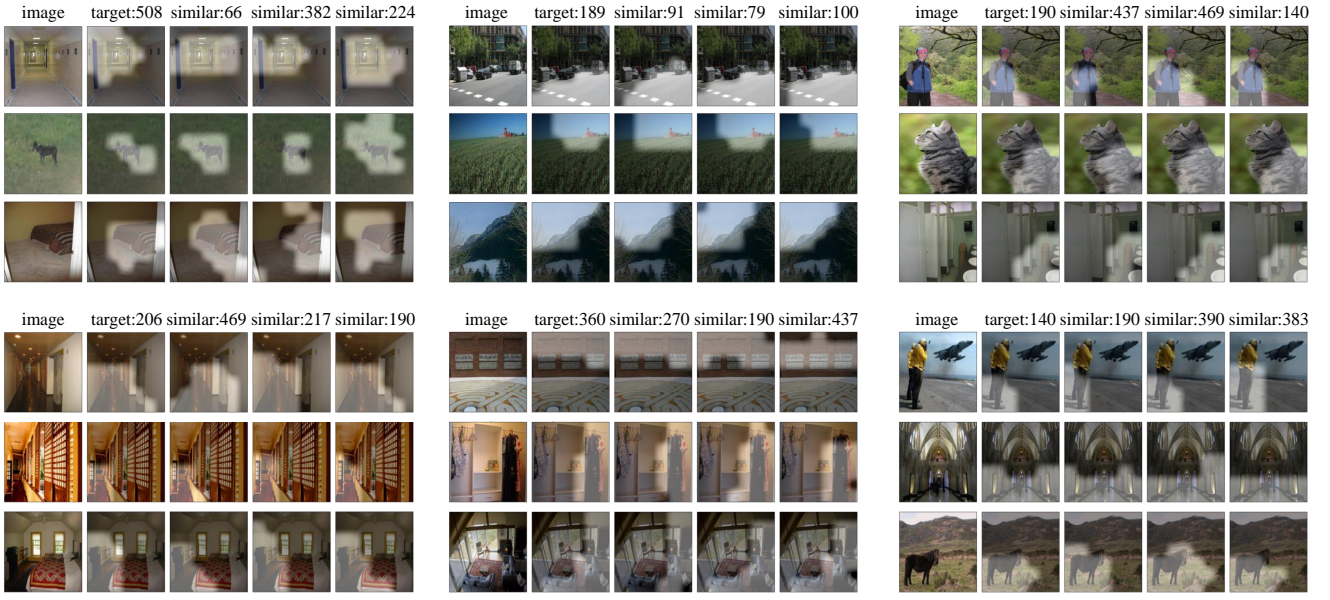 image target:508 similar:66 similar:382 similar:224
image target:189 similar:91 similar:79 similar:100
image target:190 similar:437 similar:469 similar:140
image target:206 similar:469 similar:217 similar:190
image target:360 similar:270 similar:190 similar:437
image target:140 similar:190 similar:390 similar:383